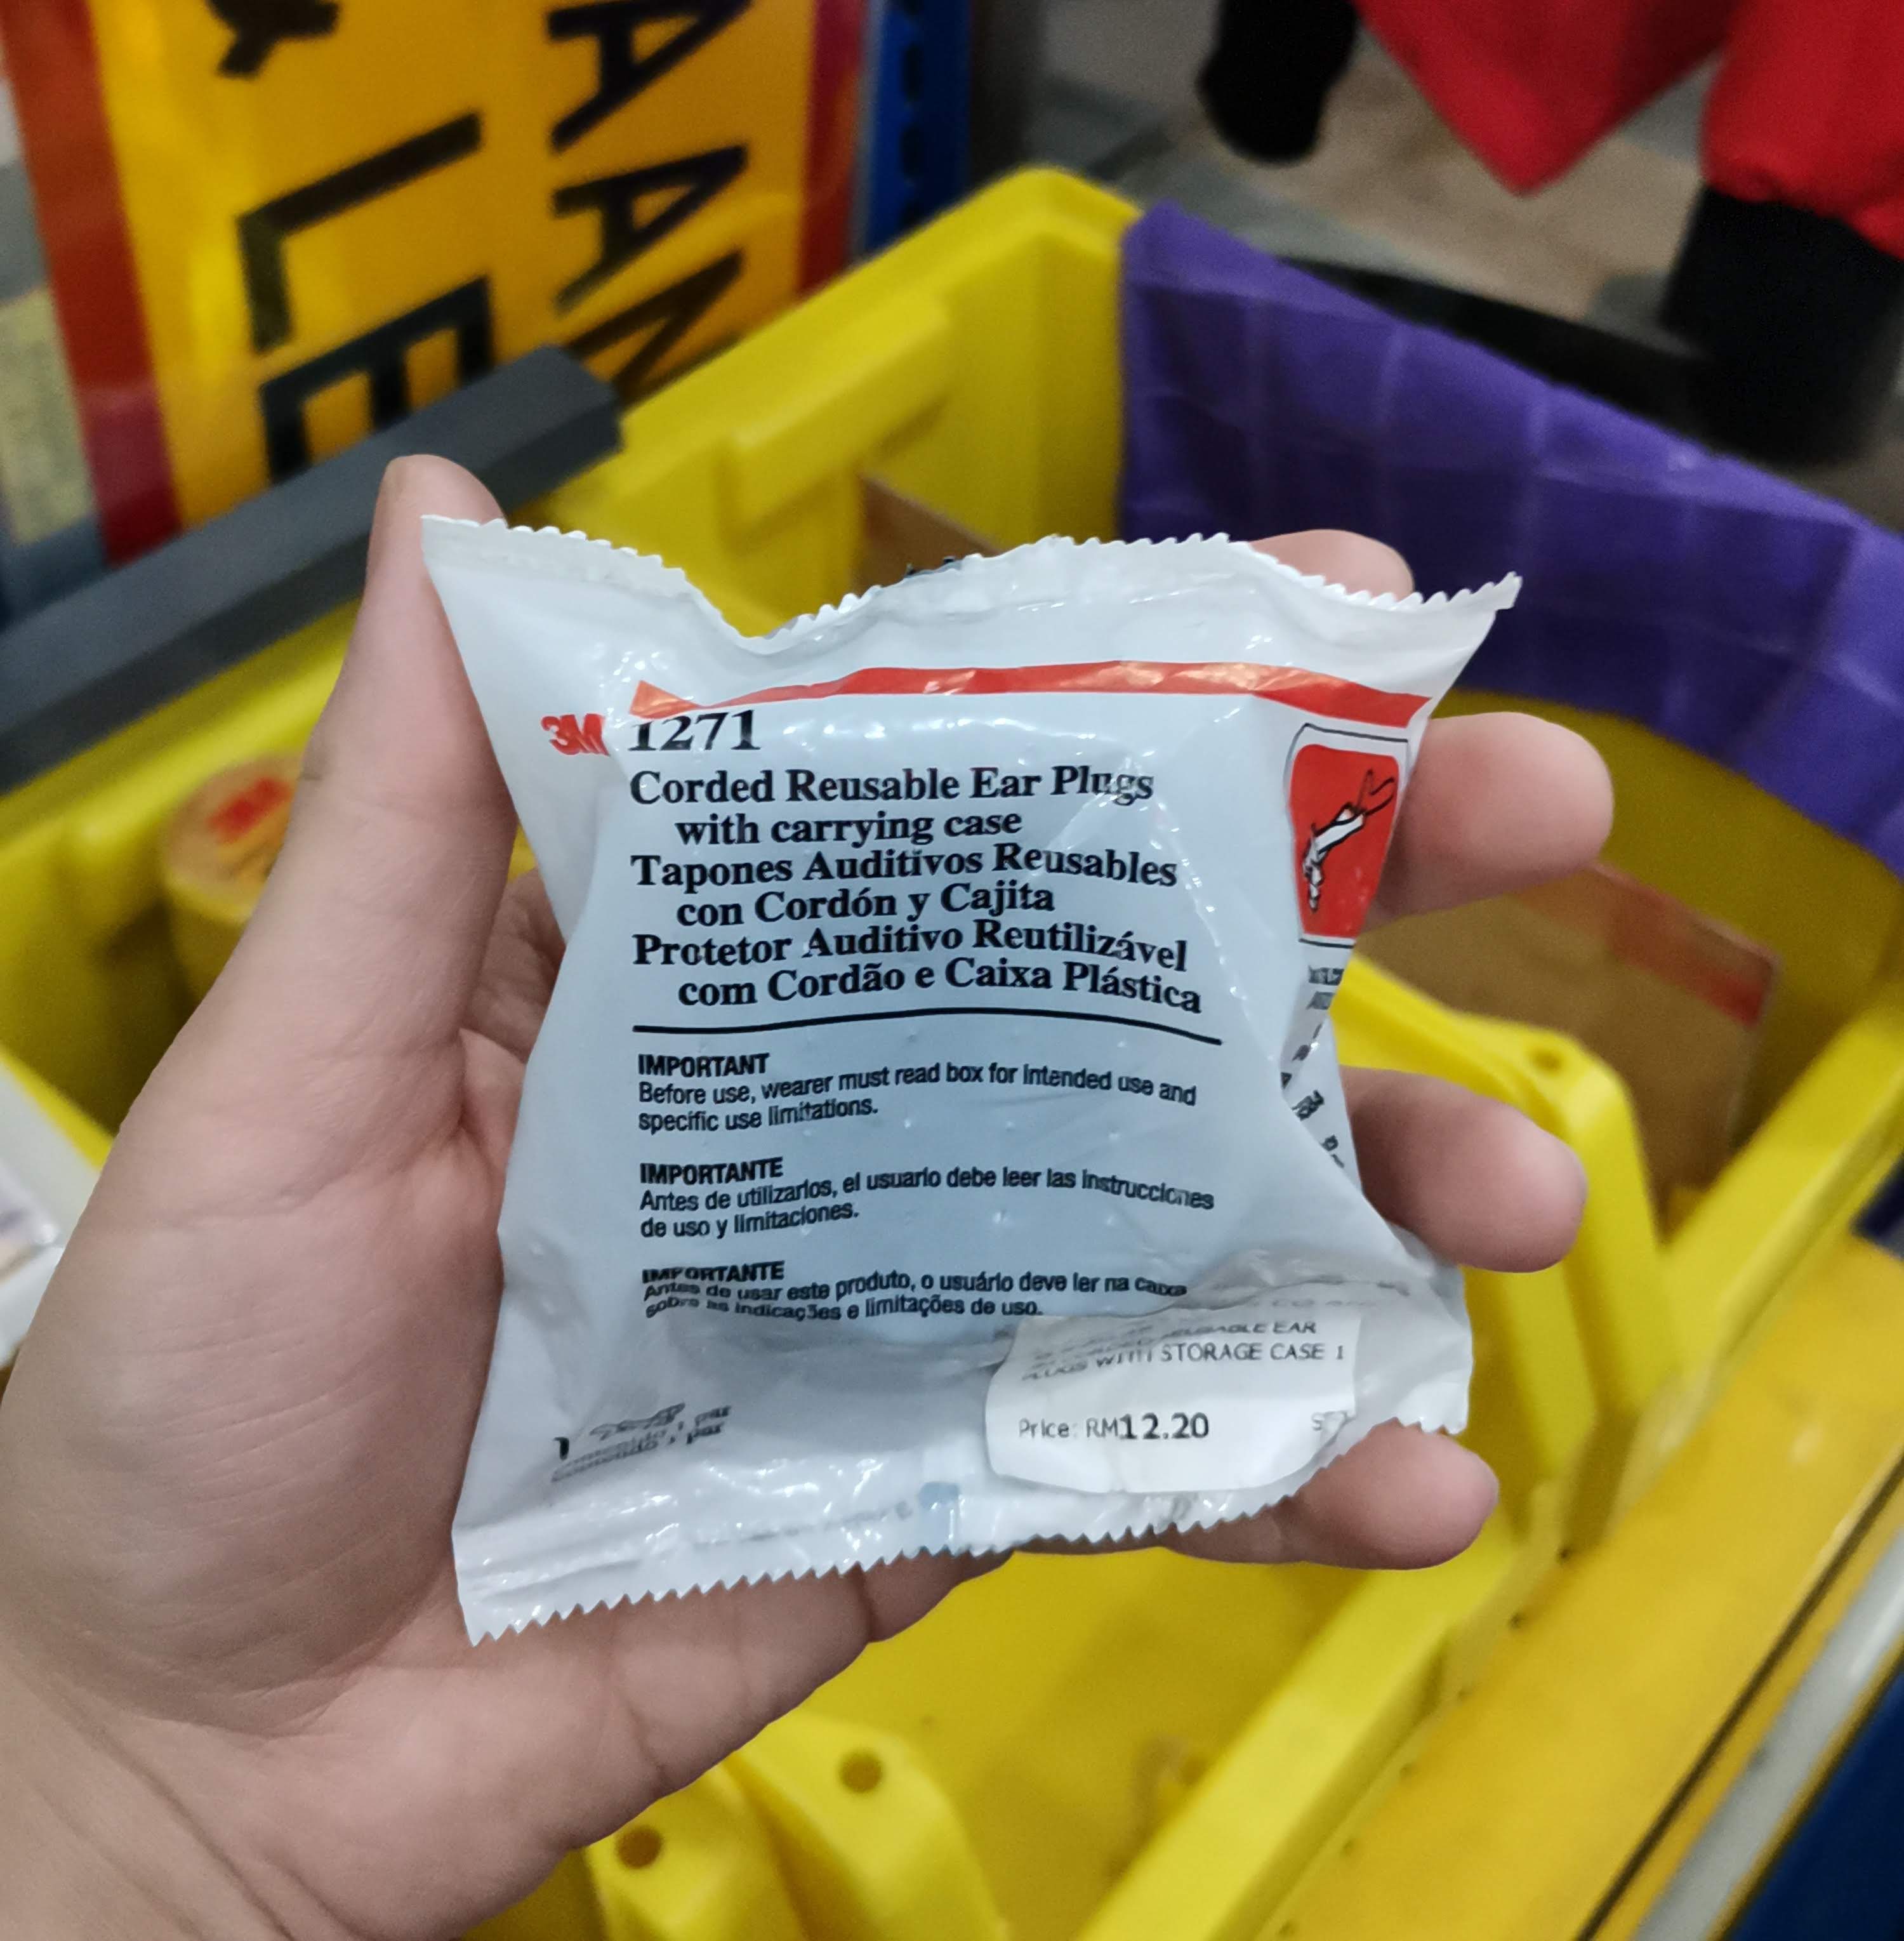 LE
3M 1271
Corded Reusable Ear Plugs
with carrying case
Tapones Auditivos Reusables
con Cordón y Cajita
Protetor Auditivo Reutilizável
com Cordão e Caixa Plástica
IMPORTANT
Before use, wearer must read box for intended use and
specific use limitations.
IMPORTANTE
Antes de utilizarlos, el usuario debe leer las instrucciones
de uso y limitaciones.
IMPORTANTE
Antes de usar este produto, o usuário deve ler na caixa
sobre as indicações e limitações de uso.
EAR
PLUGS WITH STORAGE CASE 1
Price: RM12.20
3M